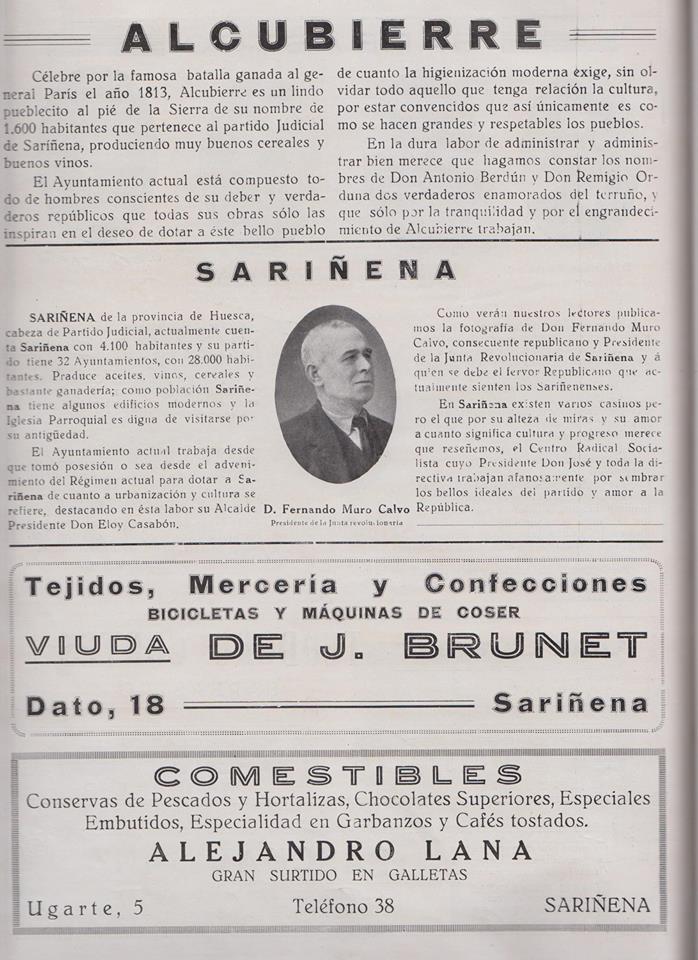 ALCUBIERRE
Célebre por la famosa batalla ganada al ge-
neral París el año 1813, Alcubierre es un lindo
pueblecito al pié de la Sierra de su nombre de
1.600 habitantes que pertenece al partido Judicial
de Sariñena, produciendo muy buenos cereales y
buenos vinos.
El Ayuntamiento actual está compuesto to-
do de hombres conscientes de su deber y verda-
deros repúblicos que todas sus obras sólo las
inspiran en el deseo de dotar a éste bello pueblo
de cuanto la higienización moderna exige, sin ol-
vidar todo aquello que tenga relación la cultura,
por estar convencidos que así únicamente es co-
mo se hacen grandes y respetables los pueblos.
En la dura labor de administrar y adminis-
trar bien merece que hagamos constar los nom-
bres de Don Antonio Berdún y Don Remigio Or-
duna dos verdaderos enamorados del terruño, y
que sólo por la tranquilidad y por el engrandeci-
miento de Alcubierre trabajan.
SARIÑENA
SARIÑENA de la provincia de Huesca,
cabeza de Partido Judicial, actualmente cuen-
ta Sariñena con 4.100 habitantes y su parti-
do tiene 32 Ayuntamientos, con 28.000 habi-
tantes. Produce aceites, vinos, cereales y
bastante ganadería; como población Sariñe-
na tiene algunos edificios modernos y la
Iglesia Parroquial es digna de visitarse por
su antigüedad.
El Ayuntamiento actual trabaja desde
que tomó posesión o sea desde el adveni-
miento del Régimen actual para dotar a Sa-
riñena de cuanto a urbanización y cultura se
refiere, destacando en ésta labor su Alcalde
Presidente Don Eloy Casabón.
D. Fernando Muro Calvo
Presidente de la Junta revolucionaria
Como verán nuestros lectores publica-
mos la fotografía de Don Fernando Muro
Calvo, consecuente republicano y Presidente
de la Junta Revolucionaria de Sariñena y á
quien se debe el fervor Republicano que ac-
tualmente sienten los Sariñenenses.
En Sariñena existen varios casinos pe-
ro el que por su alteza de miras y su amor
a cuanto significa cultura y progreso merece
que reseñemos, el Centro Radical Socia-
lista cuyo Presidente Don José y toda la di-
rectiva trabajan afanosamente por sembrar
los bellos ideales del partido y amor a la
República.
Tejidos, Mercería y Confecciones
BICICLETAS Y MÁQUINAS DE COSER
VIUDA DE J. BRUNET
Dato, 18 Sariñena
COMESTIBLES
Conservas de Pescados y Hortalizas, Chocolates Superiores, Especiales
Embutidos, Especialidad en Garbanzos y Cafés tostados.
ALEJANDRO LANA
GRAN SURTIDO EN GALLETAS
Ugarte, 5 Teléfono 38 SARIÑENA